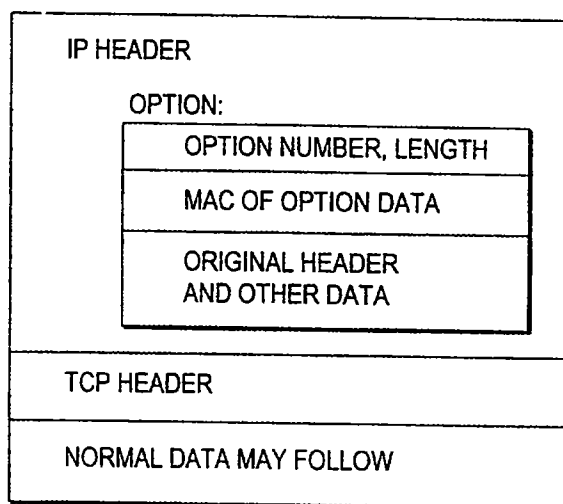 IP HEADER
OPTION:
OPTION NUMBER, LENGTH
MAC OF OPTION DATA
ORIGINAL HEADER
AND OTHER DATA
TCP HEADER
NORMAL DATA MAY FOLLOW